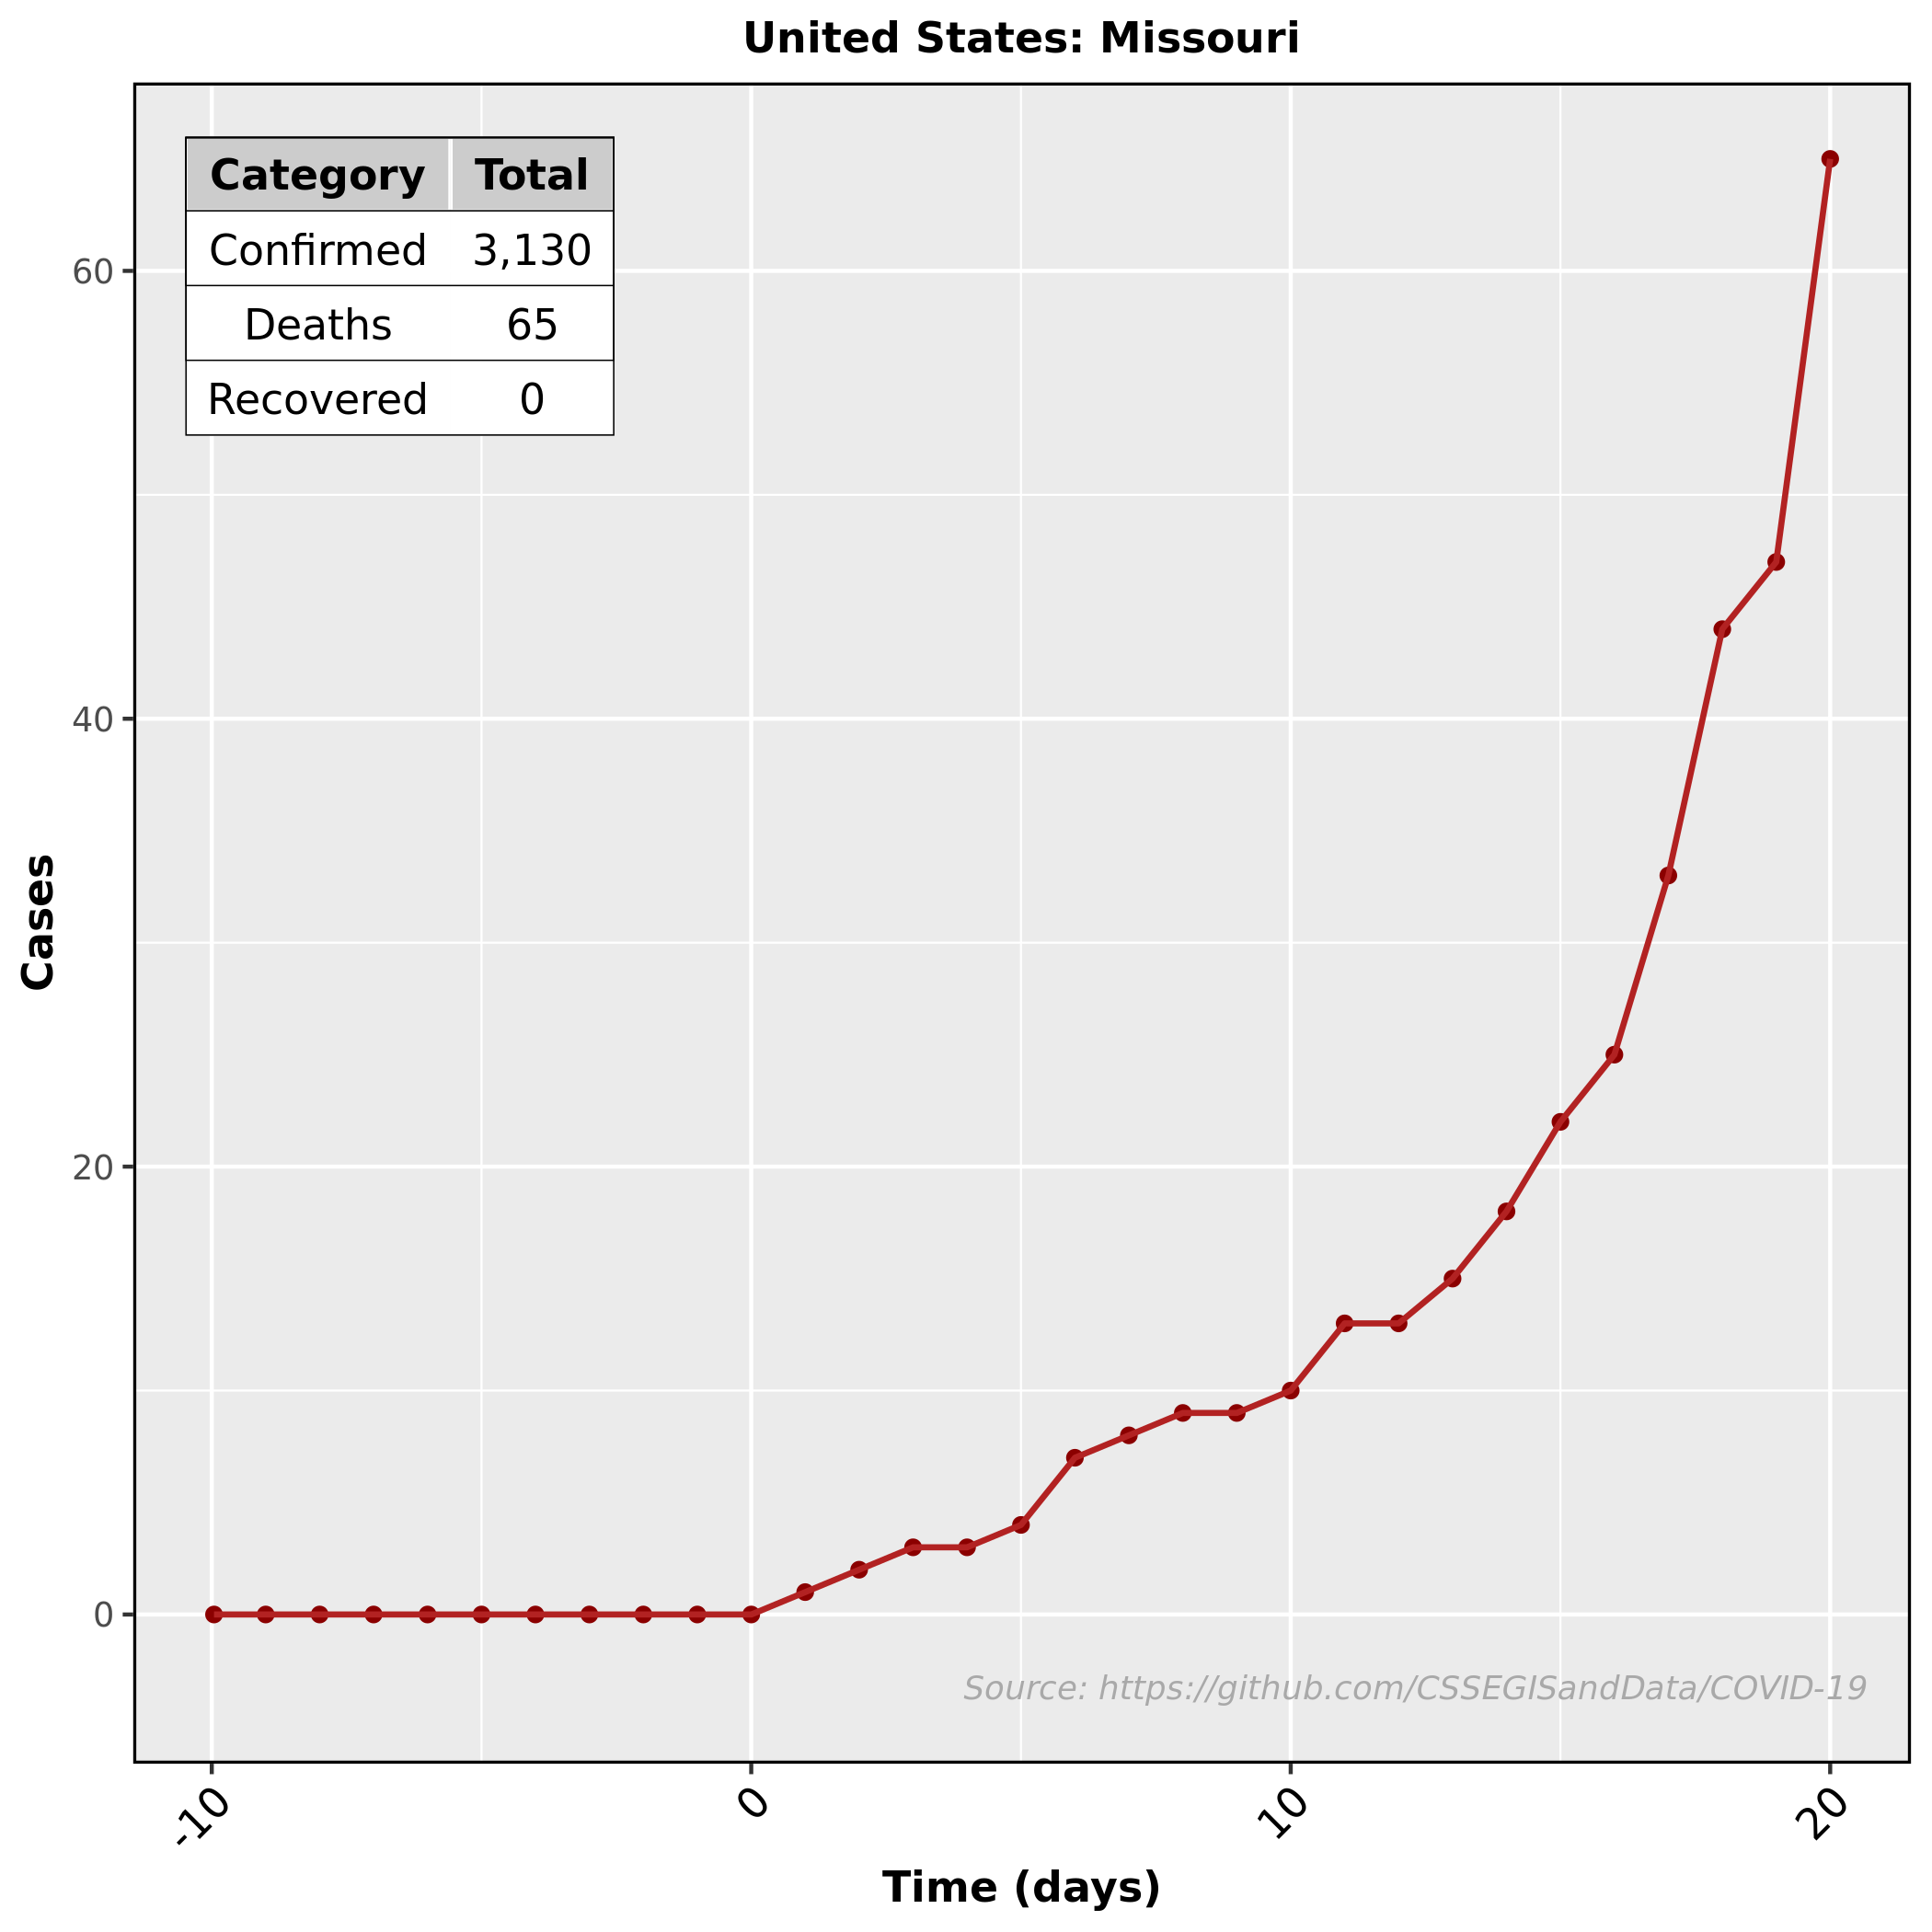 United States: Missouri
Category Total
Confirmed 3,130
Deaths 65
Recovered 0
60
40
20
0
Cases
Source: https://github.com/CSSEGISandData/COVID-19
-10 0 10 20
Time (days)